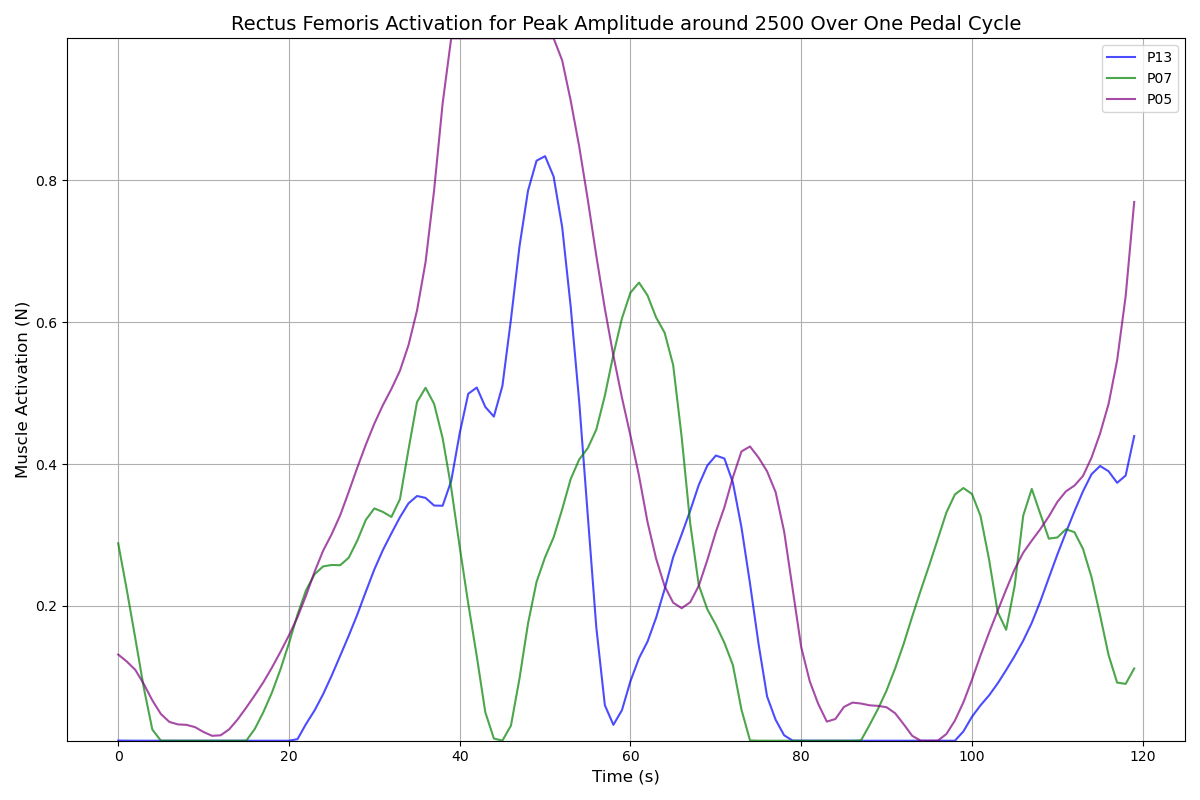 Rectus Femoris Activation for Peak Amplitude around 2500 Over One Pedal Cycle
P13
P07
P05
Muscle Activation (N)
0.8
0.6
0.4
0.2
0 20 40 60 80 100 120
Time (s)